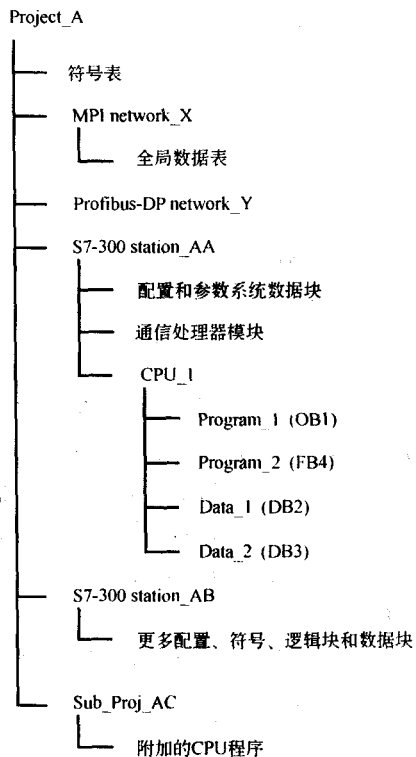 Project_A
符号表
MPI network_X
全局数据表
Profibus-DP network_Y
S7-300 station_AA
配置和参数系统数据块
通信处理器模块
CPU_1
Program_1 (OB1)
Program_2 (FB4)
Data_1 (DB2)
Data_2 (DB3)
S7-300 station_AB
更多配置、符号、逻辑块和数据块
Sub_Proj_AC
附加的CPU程序